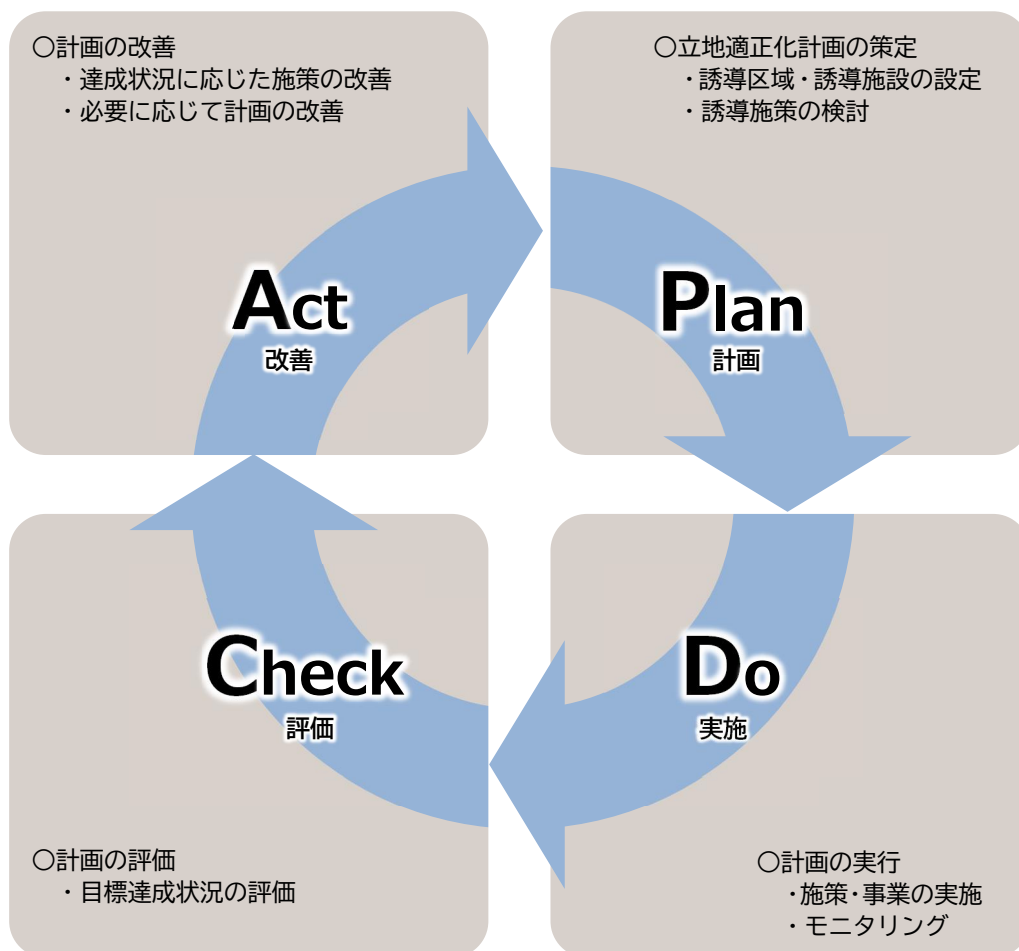 ○計画の改善
・達成状況に応じた施策の改善
・必要に応じて計画の改善
Act
改善
○立地適正化計画の策定
・誘導区域・誘導施設の設定
・誘導施策の検討
Plan
計画
Check
評価
○計画の評価
・目標達成状況の評価
Do
実施
○計画の実行
・施策・事業の実施
・モニタリング